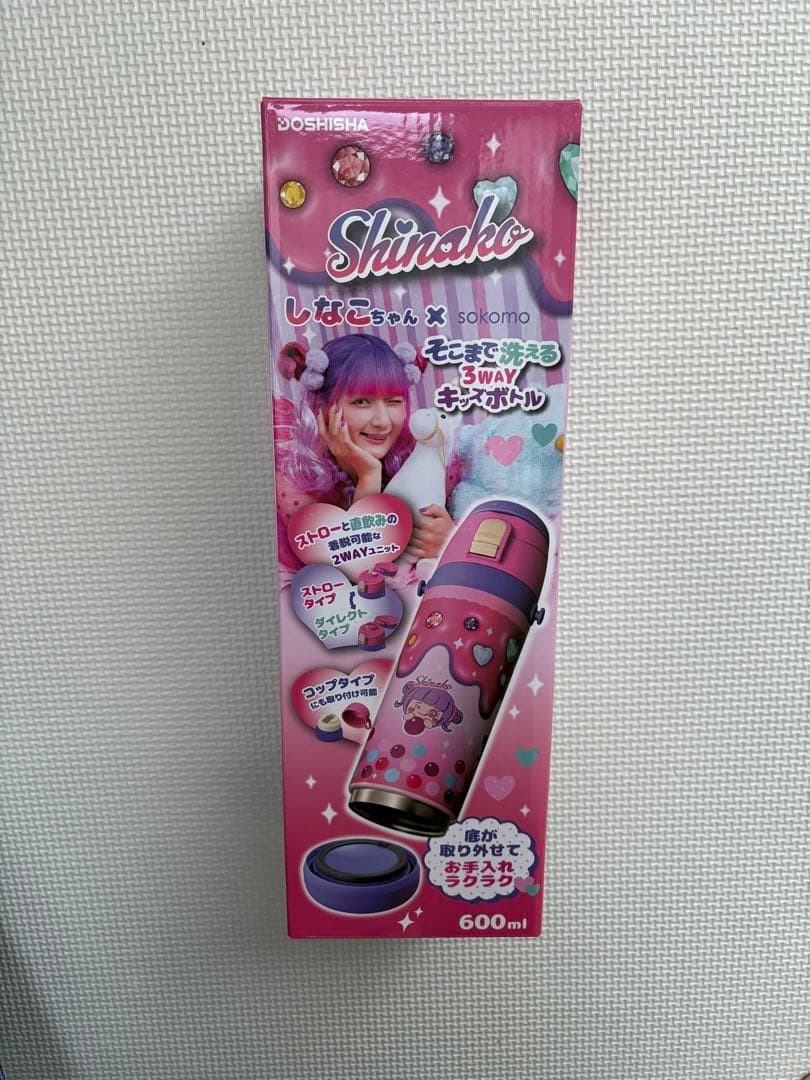 DOSHISHA
Shinako
しなこちゃん × sokomo
そこまで洗える
3WAY
キッズボトル
ストローと直飲みの
着脱可能な
2WAYユニット
ストロー
タイプ
ダイレクト
タイプ
コップタイプ
にも取り付け可能
Shinako
底が
取り外せて
お手入れ
ラクラク
600ml